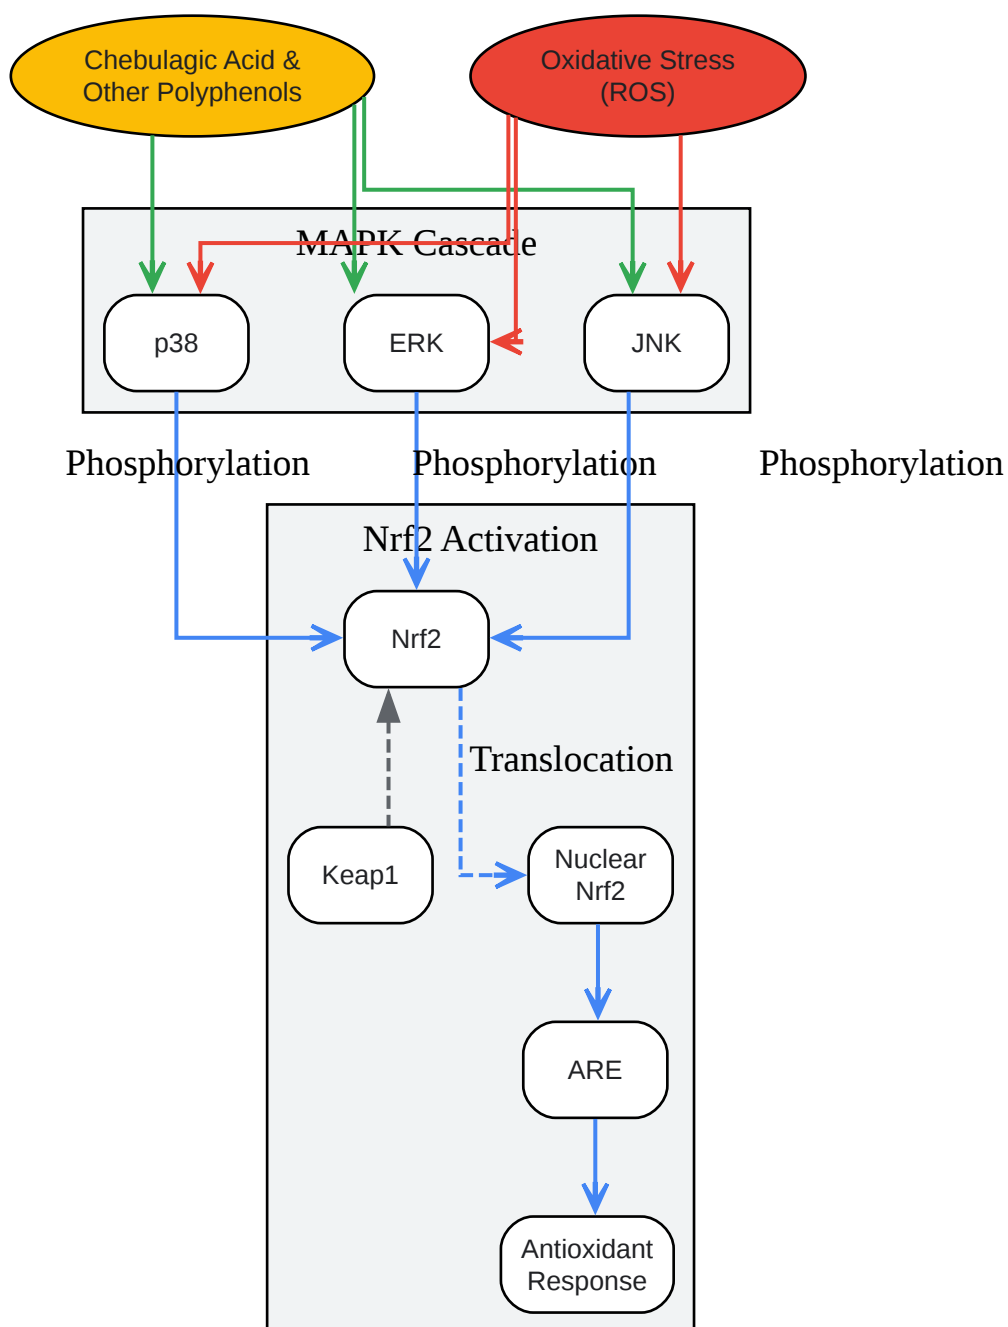 Chebulagic Acid &
Other Polyphenols
Oxidative Stress
(ROS)
MAPK Cascade
p38
ERK
JNK
Phosphorylation
Phosphorylation
Phosphorylation
Nrf2 Activation
Nrf2
Translocation
Keap1
Nuclear
Nrf2
ARE
Antioxidant
Response